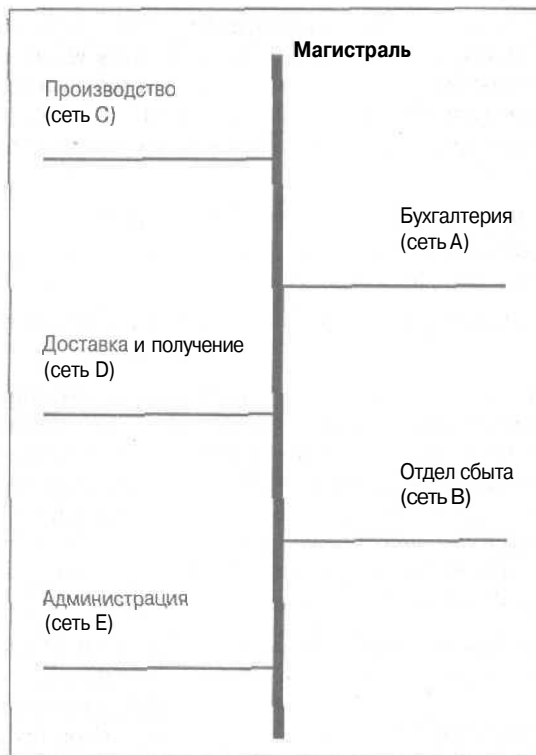 Магистраль
Производство
(сеть С)
Бухгалтерия
(сеть А)
Доставка и получение
(сеть D)
Отдел сбыта
(сеть В)
Администрация
(сеть Е)